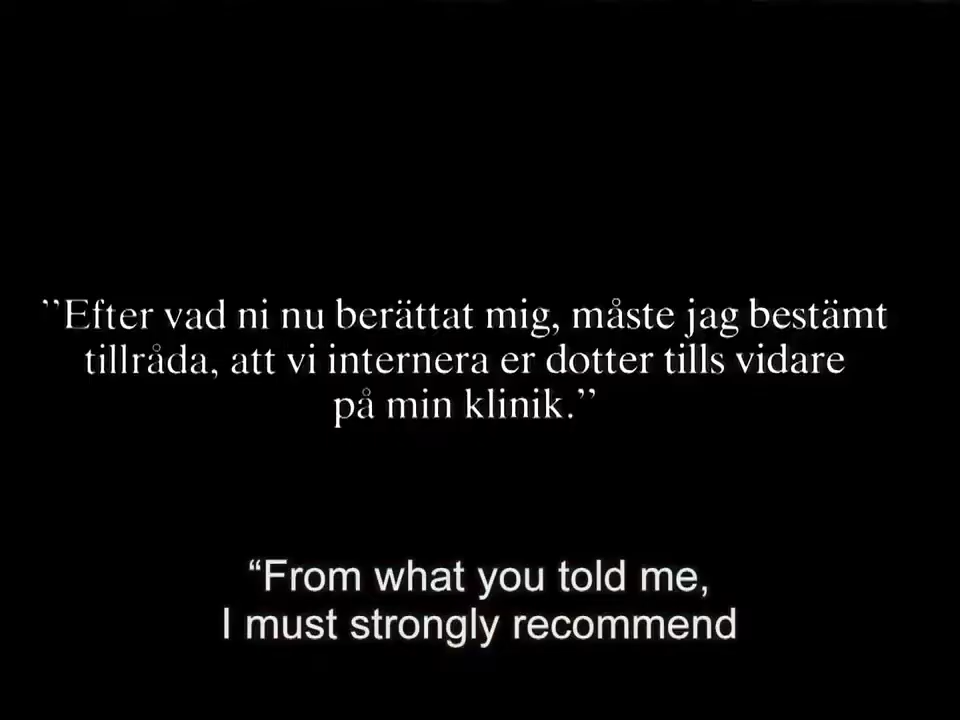 ”Efter vad ni nu berättat mig, måste jag bestämt
tillråda, att vi internera er dotter tills vidare
på min klinik.”
“From what you told me,
I must strongly recommend